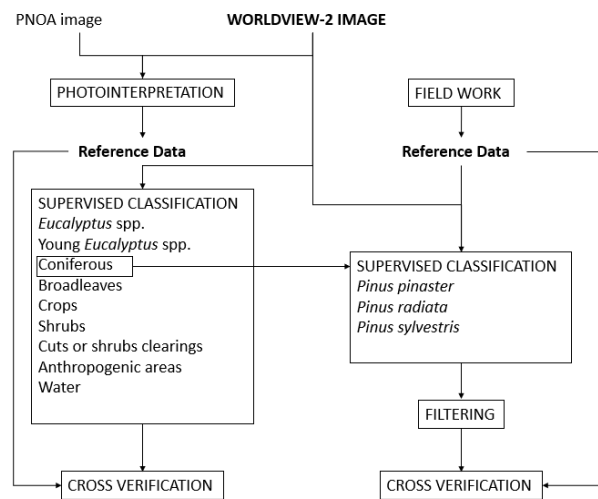 PNOA image
WORLDVIEW-2 IMAGE
PHOTOINTERPRETATION
FIELD WORK
Reference Data
Reference Data
SUPERVISED CLASSIFICATION
Eucalyptus spp.
Young Eucalyptus spp.
Coniferous
Broadleaves
Crops
Shrubs
Cuts or shrubs clearings
Anthropogenic areas
Water
SUPERVISED CLASSIFICATION
Pinus pinaster
Pinus radiata
Pinus sylvestris
FILTERING
CROSS VERIFICATION
CROSS VERIFICATION